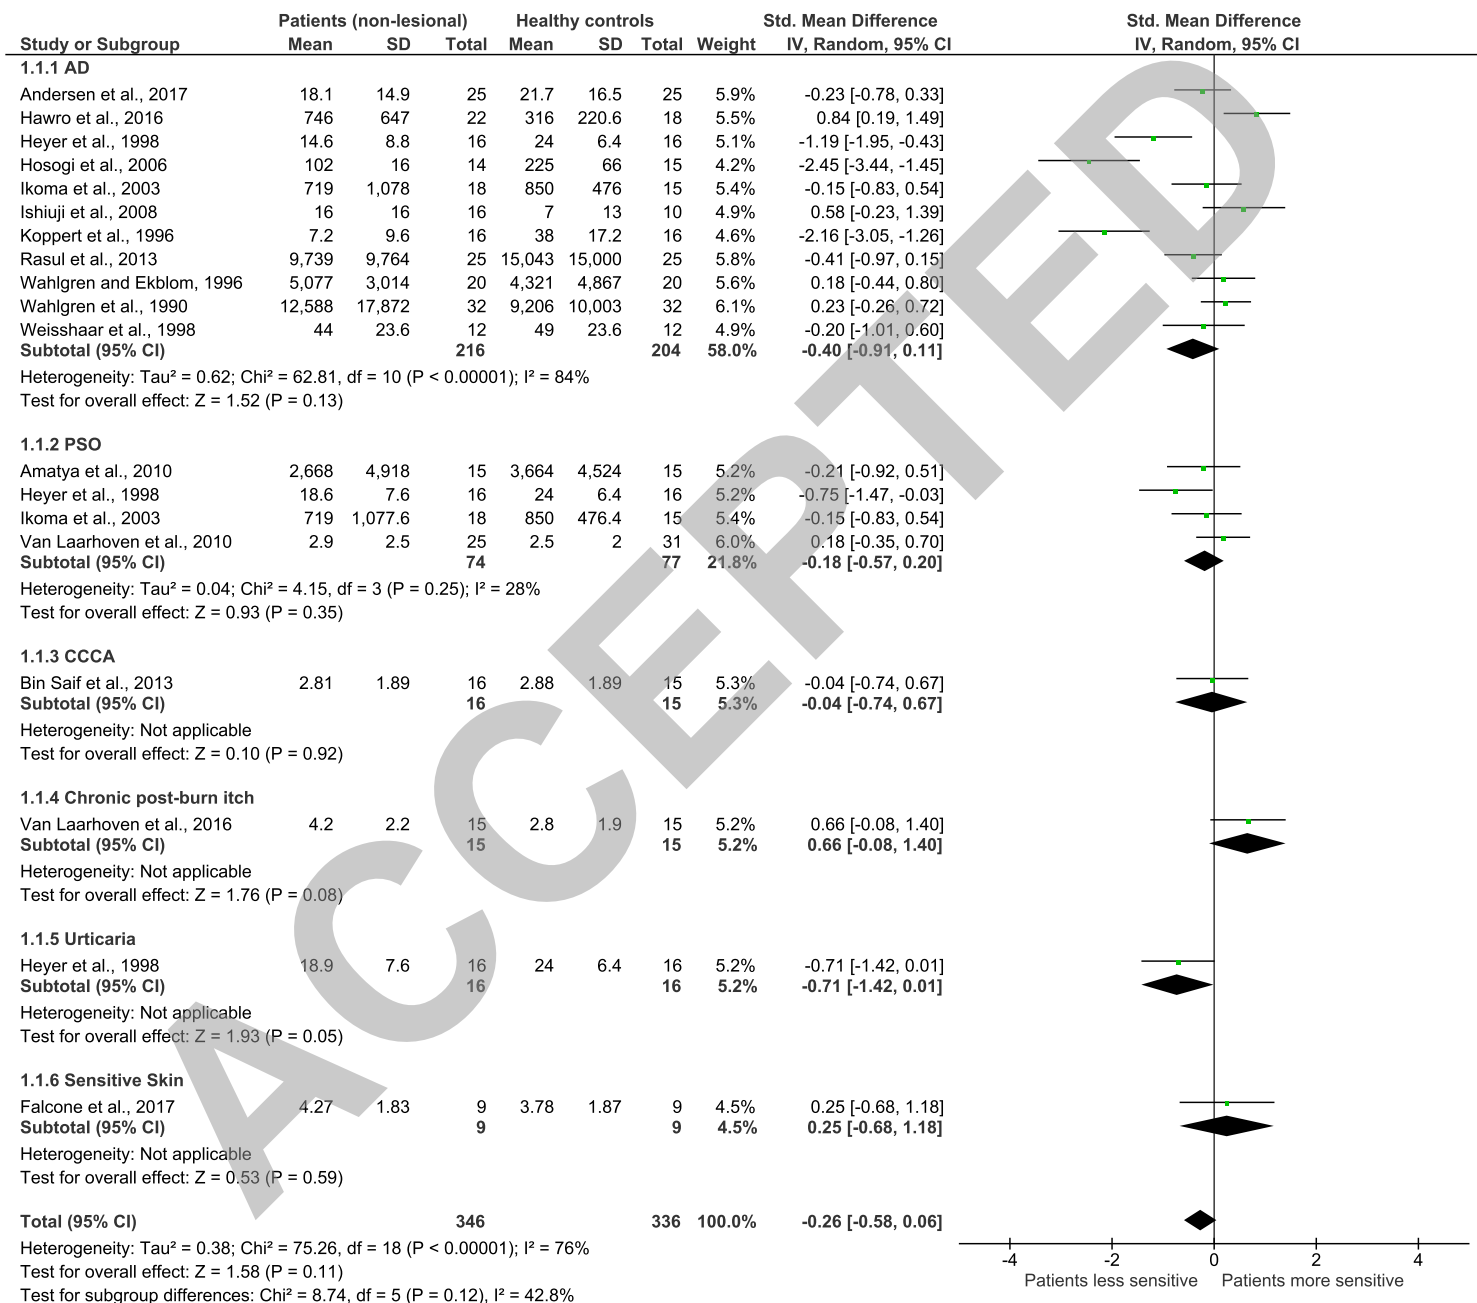 Patients (non-lesional) Healthy controls Std. Mean Difference Std. Mean Difference
Study or Subgroup Mean SD Total Mean SD Total Weight IV, Random, 95% CI IV, Random, 95% CI
1.1.1 AD
Andersen et al., 2017 18.1 14.9 25 21.7 16.5 25 5.9% -0.23 [-0.78, 0.33]
Hawro et al., 2016 746 647 22 316 220.6 18 5.5% 0.84 [0.19, 1.49]
Heyer et al., 1998 14.6 8.8 16 24 6.4 16 5.1% -1.19 [-1.95, -0.43]
Hosogi et al., 2006 102 16 14 225 66 15 4.2% -2.45 [-3.44, -1.45]
Ikoma et al., 2003 719 1,078 18 850 476 15 5.4% -0.15 [-0.83, 0.54]
Ishiuji et al., 2008 16 16 16 7 13 10 4.9% 0.58 [-0.23, 1.39]
Koppert et al., 1996 7.2 9.6 16 38 17.2 16 4.6% -2.16 [-3.05, -1.26]
Rasul et al., 2013 9,739 9,764 25 15,043 15,000 25 5.8% -0.41 [-0.97, 0.15]
Wahlgren and Ekblom, 1996 5,077 3,014 20 4,321 4,867 20 5.6% 0.18 [-0.44, 0.80]
Wahlgren et al., 1990 12,588 17,872 32 9,206 10,003 32 6.1% 0.23 [-0.26, 0.72]
Weisshaar et al., 1998 44 23.6 12 49 23.6 12 4.9% -0.20 [-1.01, 0.60]
Subtotal (95% CI) 216 204 58.0% -0.40 [-0.91, 0.11]
Heterogeneity: Tau² = 0.62; Chi² = 62.81, df = 10 (P < 0.00001); I² = 84%
Test for overall effect: Z = 1.52 (P = 0.13)
1.1.2 PSO
Amatya et al., 2010 2,668 4,918 15 3,664 4,524 15 5.2% -0.21 [-0.92, 0.51]
Heyer et al., 1998 18.6 7.6 16 24 6.4 16 5.2% -0.75 [-1.47, -0.03]
Ikoma et al., 2003 719 1,077.6 18 850 476.4 15 5.4% -0.15 [-0.83, 0.54]
Van Laarhoven et al., 2010 2.9 2.5 25 2.5 2 31 6.0% 0.18 [-0.35, 0.70]
Subtotal (95% CI) 74 77 21.8% -0.18 [-0.57, 0.20]
Heterogeneity: Tau² = 0.04; Chi² = 4.15, df = 3 (P = 0.25); I² = 28%
Test for overall effect: Z = 0.93 (P = 0.35)
1.1.3 CCCA
Bin Saif et al., 2013 2.81 1.89 16 2.88 1.89 15 5.3% -0.04 [-0.74, 0.67]
Subtotal (95% CI) 16 15 5.3% -0.04 [-0.74, 0.67]
Heterogeneity: Not applicable
Test for overall effect: Z = 0.10 (P = 0.92)
1.1.4 Chronic post-burn itch
Van Laarhoven et al., 2016 4.2 2.2 15 2.8 1.9 15 5.2% 0.66 [-0.08, 1.40]
Subtotal (95% CI) 15 15 5.2% 0.66 [-0.08, 1.40]
Heterogeneity: Not applicable
Test for overall effect: Z = 1.76 (P = 0.08)
1.1.5 Urticaria
Heyer et al., 1998 18.9 7.6 16 24 6.4 16 5.2% -0.71 [-1.42, 0.01]
Subtotal (95% CI) 16 16 5.2% -0.71 [-1.42, 0.01]
Heterogeneity: Not applicable
Test for overall effect: Z = 1.93 (P = 0.05)
1.1.6 Sensitive Skin
Falcone et al., 2017 4.27 1.83 9 3.78 1.87 9 4.5% 0.25 [-0.68, 1.18]
Subtotal (95% CI) 9 9 4.5% 0.25 [-0.68, 1.18]
Heterogeneity: Not applicable
Test for overall effect: Z = 0.53 (P = 0.59)
Total (95% CI) 346 336 100.0% -0.26 [-0.58, 0.06]
Heterogeneity: Tau² = 0.38; Chi² = 75.26, df = 18 (P < 0.00001); I² = 76%
Test for overall effect: Z = 1.58 (P = 0.11)
Test for subgroup differences: Chi² = 8.74, df = 5 (P = 0.12), I² = 42.8%
-4 -2 0 2 4
Patients less sensitive Patients more sensitive
ACCEPTED